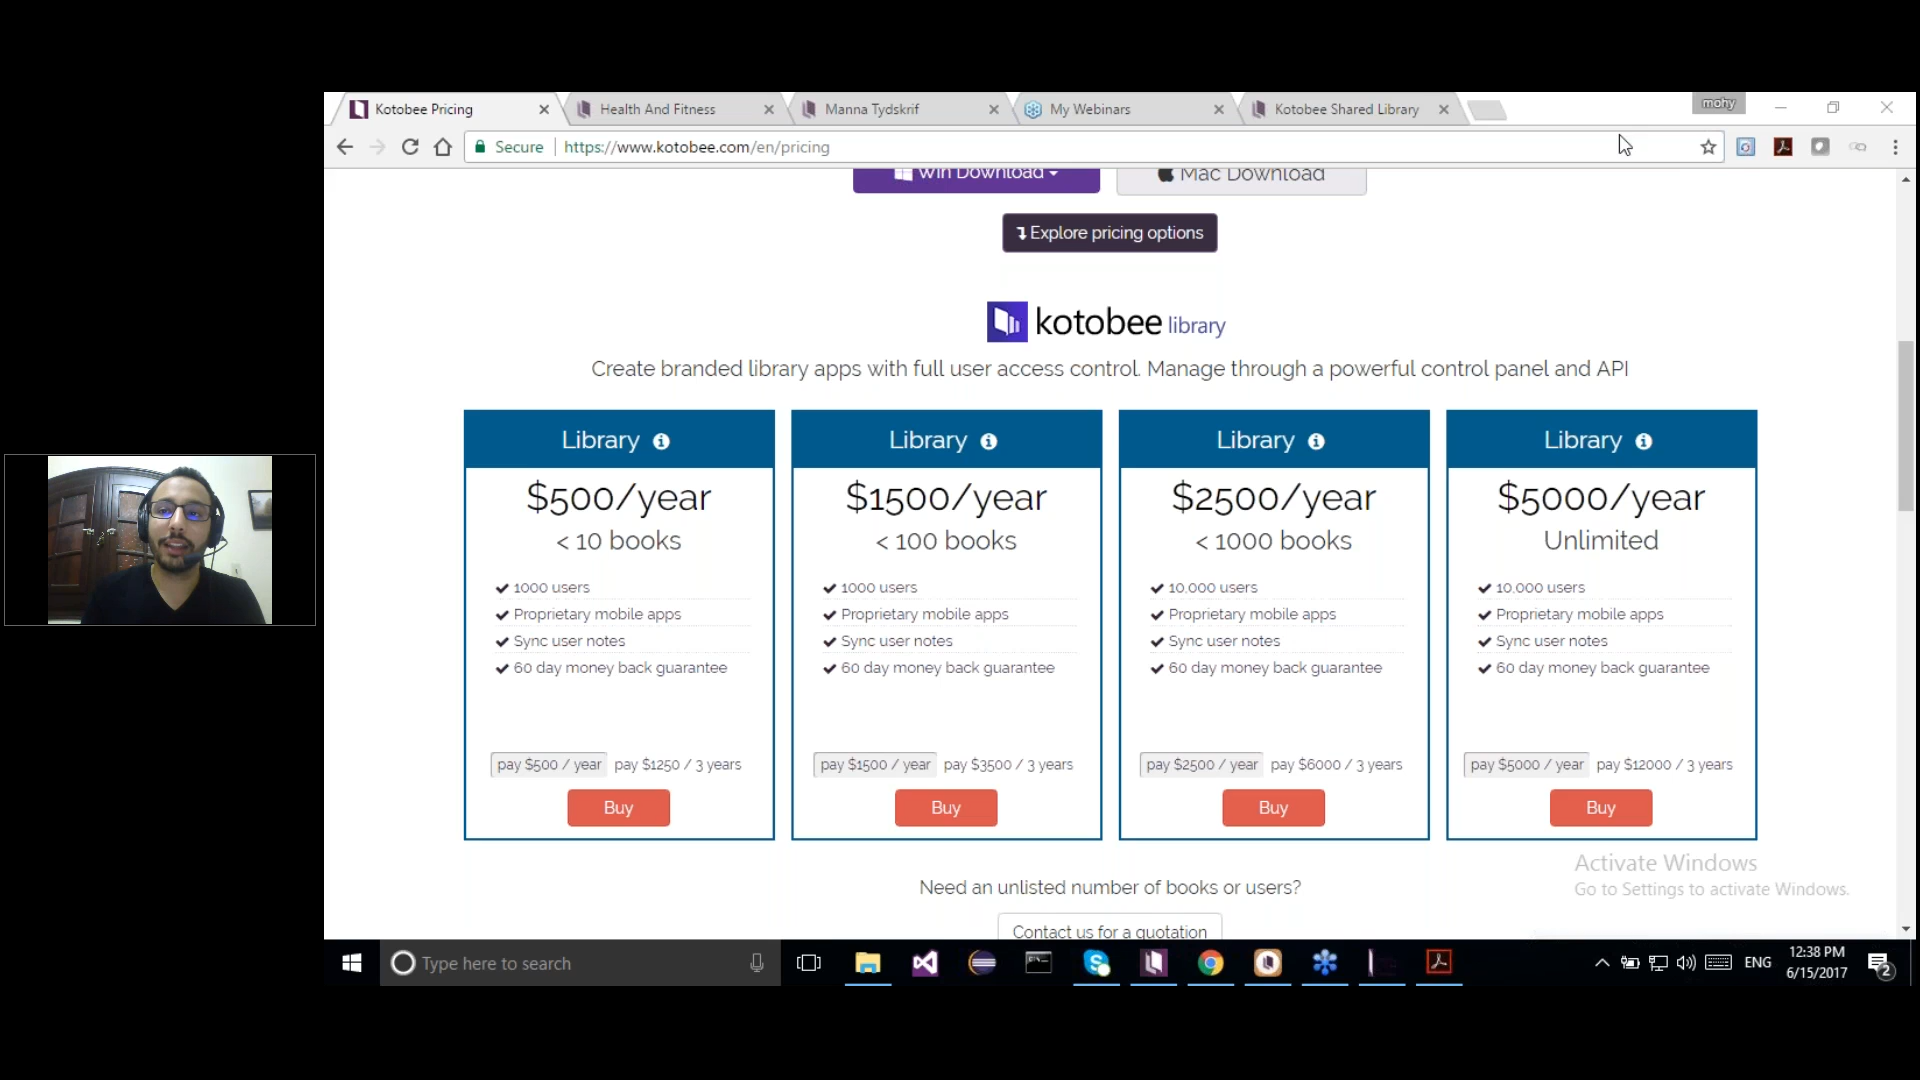 Kotobee Pricing
Health And Fitness
Manna Tydskrif
My Webinars
Kotobee Shared Library
mohy
Secure
https://www.kotobee.com/en/pricing
Win Download
Mac Download
Explore pricing options
kotobee library
Create branded library apps with full user access control. Manage through a powerful control panel and API
Library
$500/year
< 10 books
1000 users
Proprietary mobile apps
Sync user notes
60 day money back guarantee
pay $500 / year pay $1250 / 3 years
Buy
Library
$1500/year
< 100 books
1000 users
Proprietary mobile apps
Sync user notes
60 day money back guarantee
pay $1500 / year pay $3500 / 3 years
Buy
Library
$2500/year
< 1000 books
10,000 users
Proprietary mobile apps
Sync user notes
60 day money back guarantee
pay $2500 / year pay $6000 / 3 years
Buy
Library
$5000/year
Unlimited
10,000 users
Proprietary mobile apps
Sync user notes
60 day money back guarantee
pay $5000 / year pay $12000 / 3 years
Buy
Need an unlisted number of books or users?
Contact us for a quotation
Activate Windows
Go to Settings to activate Windows.
Type here to search
ENG
12:38 PM
6/15/2017
2